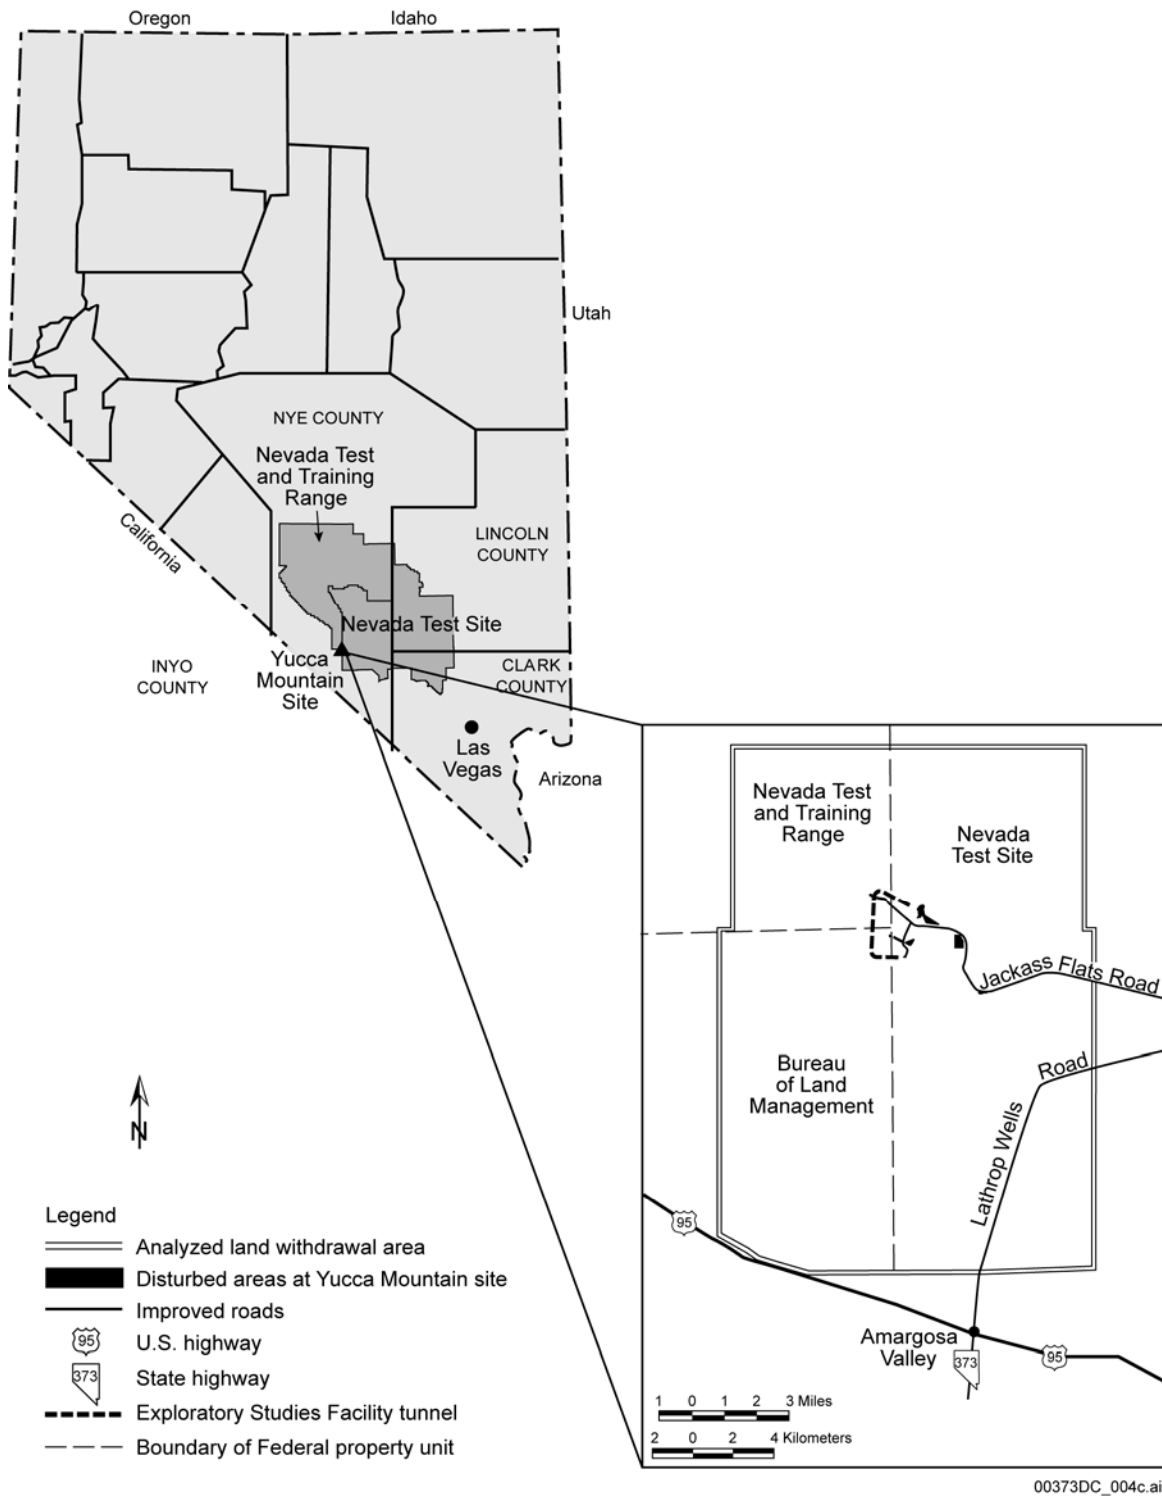 Oregon
Idaho
Utah
NYE COUNTY
Nevada Test
and Training
Range
California
LINCOLN
COUNTY
Nevada Test Site
INYO
COUNTY
Yucca
Mountain
Site
CLARK
COUNTY
Las
Vegas
Arizona
Nevada Test
and Training
Range
Nevada
Test Site
Jackass Flats Road
Bureau
of Land
Management
Lathrop Wells Road
95
Amargosa
Valley
373
95
1 0 1 2 3 Miles
2 0 2 4 Kilometers
N
Legend
Analyzed land withdrawal area
Disturbed areas at Yucca Mountain site
Improved roads
95 U.S. highway
373 State highway
Exploratory Studies Facility tunnel
Boundary of Federal property unit
00373DC_004c.ai